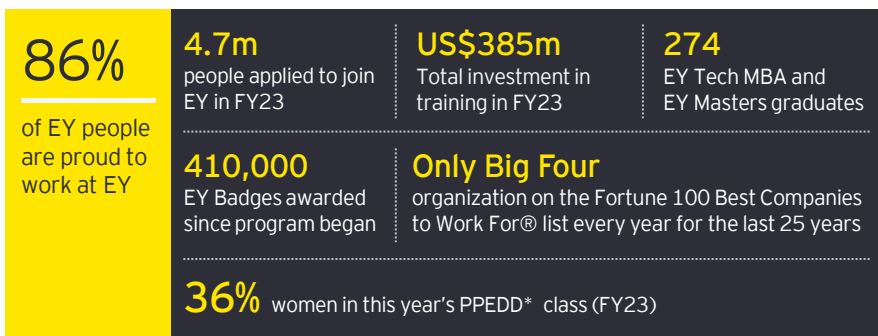 86%
of EY people
are proud to
work at EY
4.7m
people applied to join
EY in FY23
US$385m
Total investment in
training in FY23
274
EY Tech MBA and
EY Masters graduates
410,000
EY Badges awarded
since program began
Only Big Four
organization on the Fortune 100 Best Companies
to Work For® list every year for the last 25 years
36% women in this year's PPEDD* class (FY23)